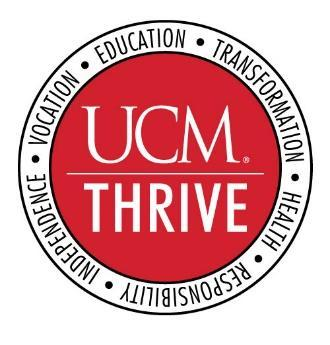 UCM®
THRIVE
VOCATION • EDUCATION • TRANSFORMATION • HEALTH • RESPONSIBILITY • INDEPENDENCE •